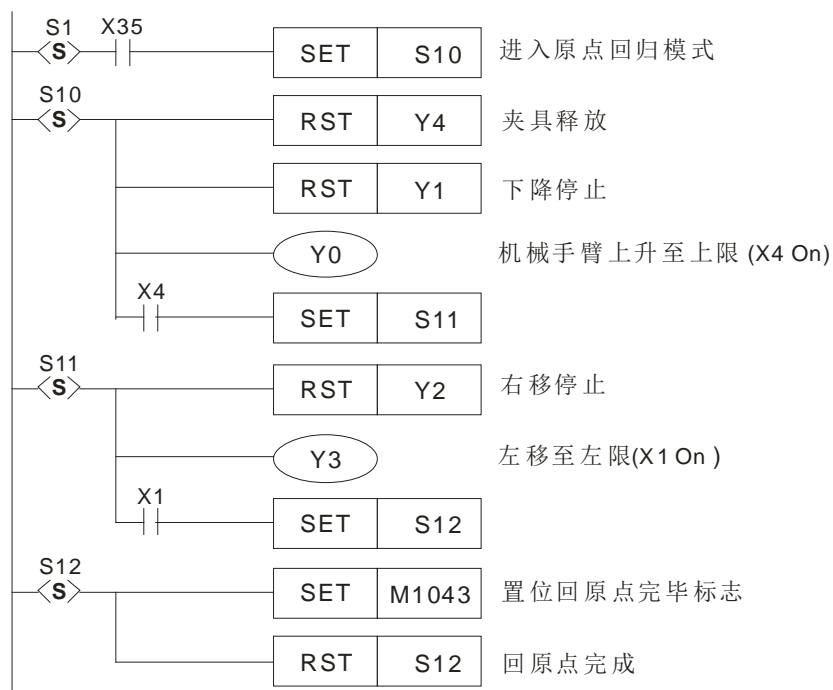 S1 X35
S SET S10 进入原点回归模式
S10
S RST Y4 夹具释放
RST Y1 下降停止
Y0 机械手臂上升至上限 (X4 On)
X4
SET S11
S11
S RST Y2 右移停止
Y3 左移至左限(X1 On )
X1
SET S12
S12
S SET M1043 置位回原点完毕标志
RST S12 回原点完成